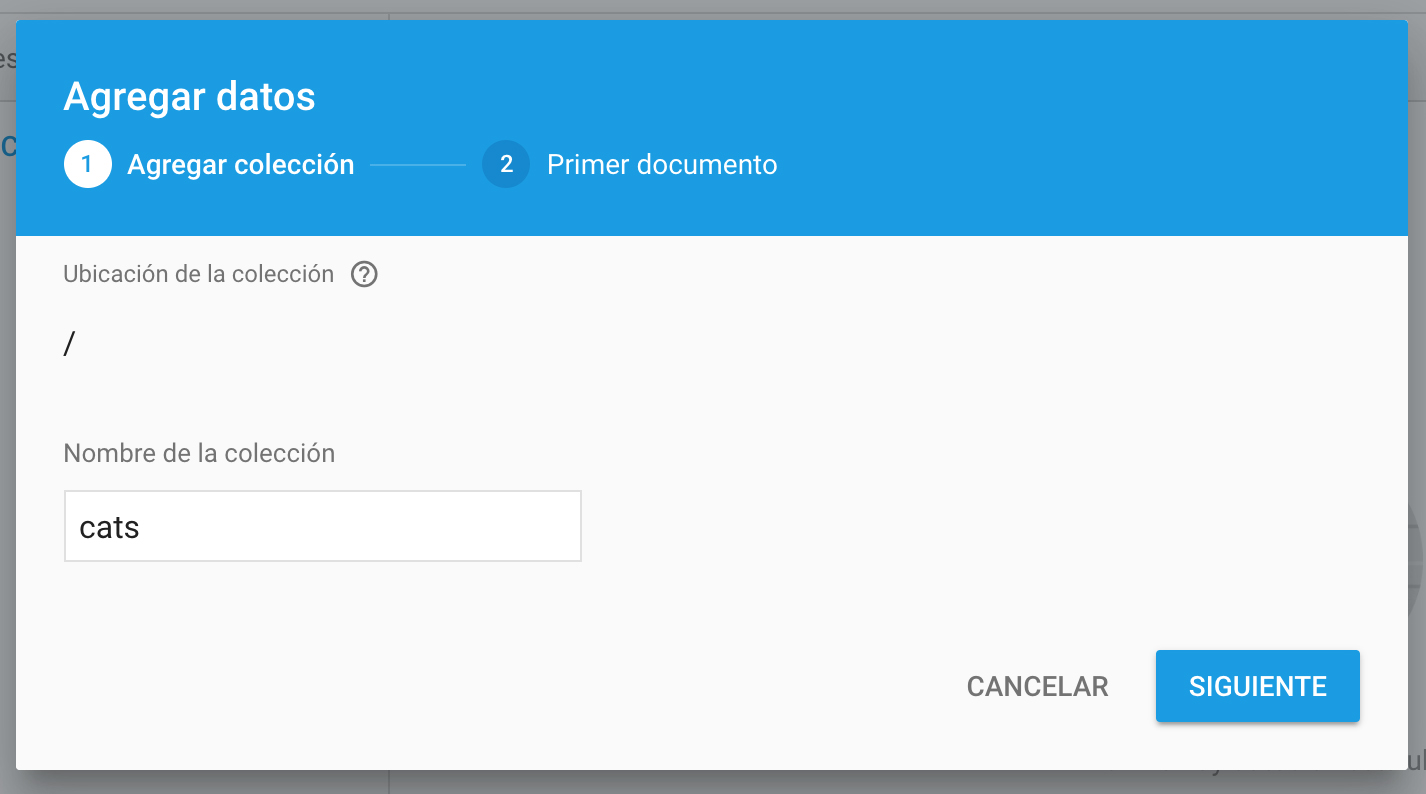 Agregar datos
1 Agregar colección 2 Primer documento
Ubicación de la colección ?
/
Nombre de la colección
cats
CANCELAR SIGUIENTE